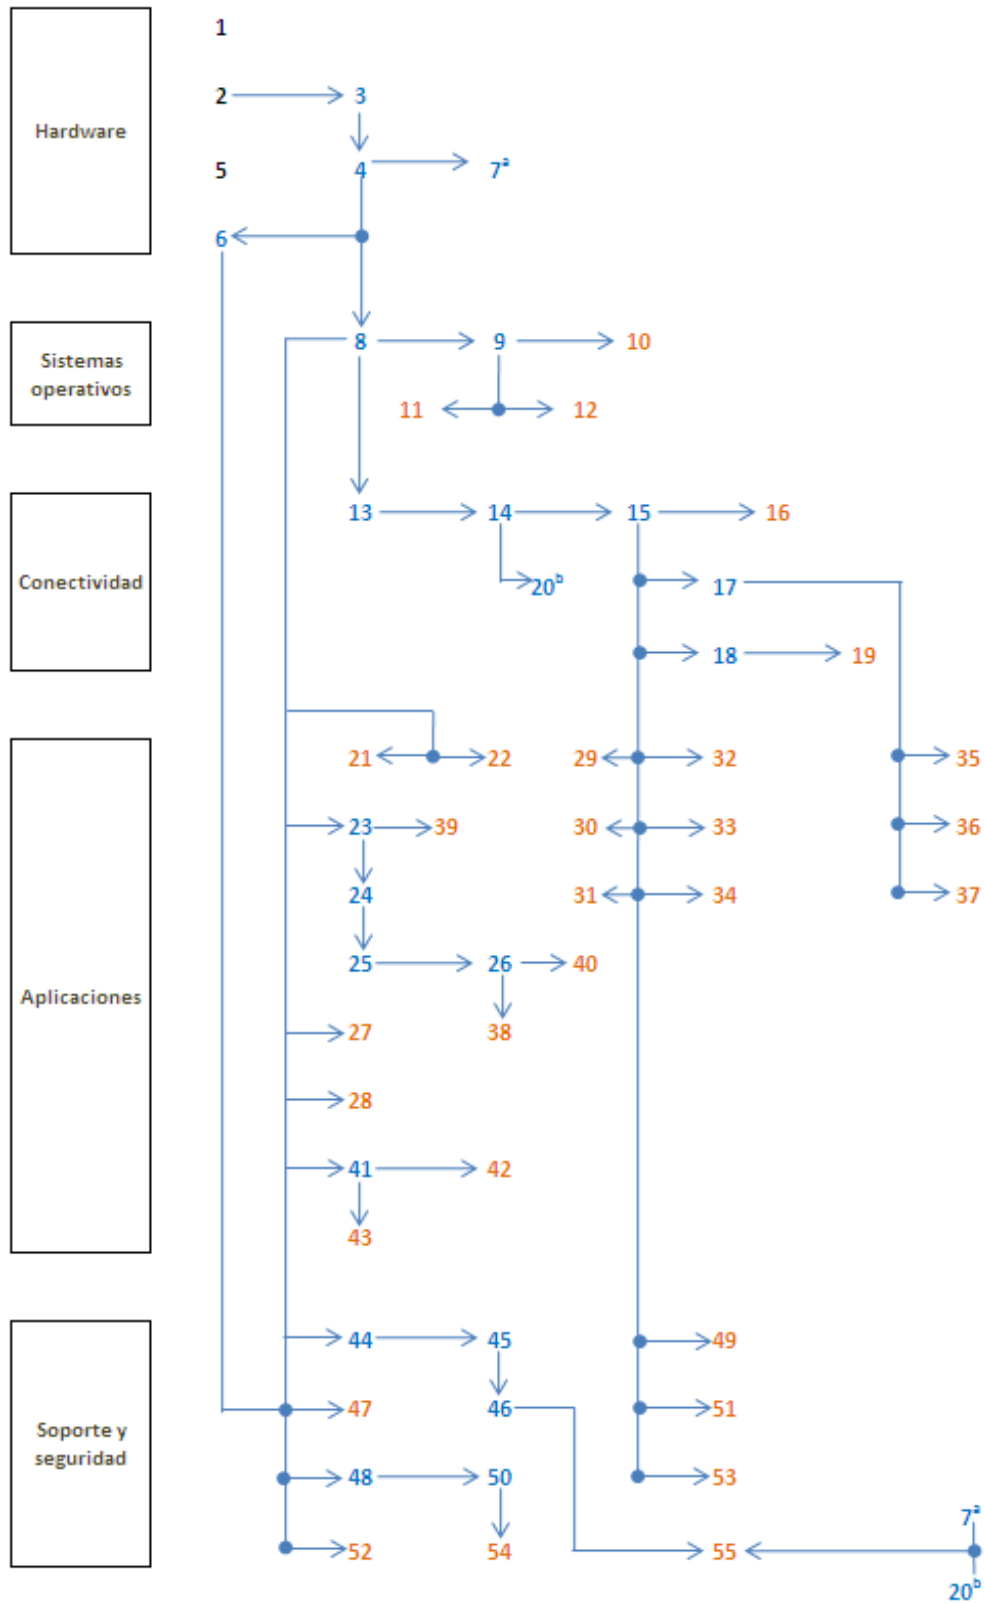 1
2 3
Hardware
5 4 7ª
6
8 9 10
Sistemas
operativos
11 12
13 14 15 16
Conectividad
20ᵇ 17
18 19
21 22 29 32 35
23 39 30 33 36
24 31 34 37
25 26 40
Aplicaciones
27 38
28
41 42
43
44 45 49
47 46 51
Soporte y
seguridad
48 50 53
7ª
52 54 55
20ᵇ